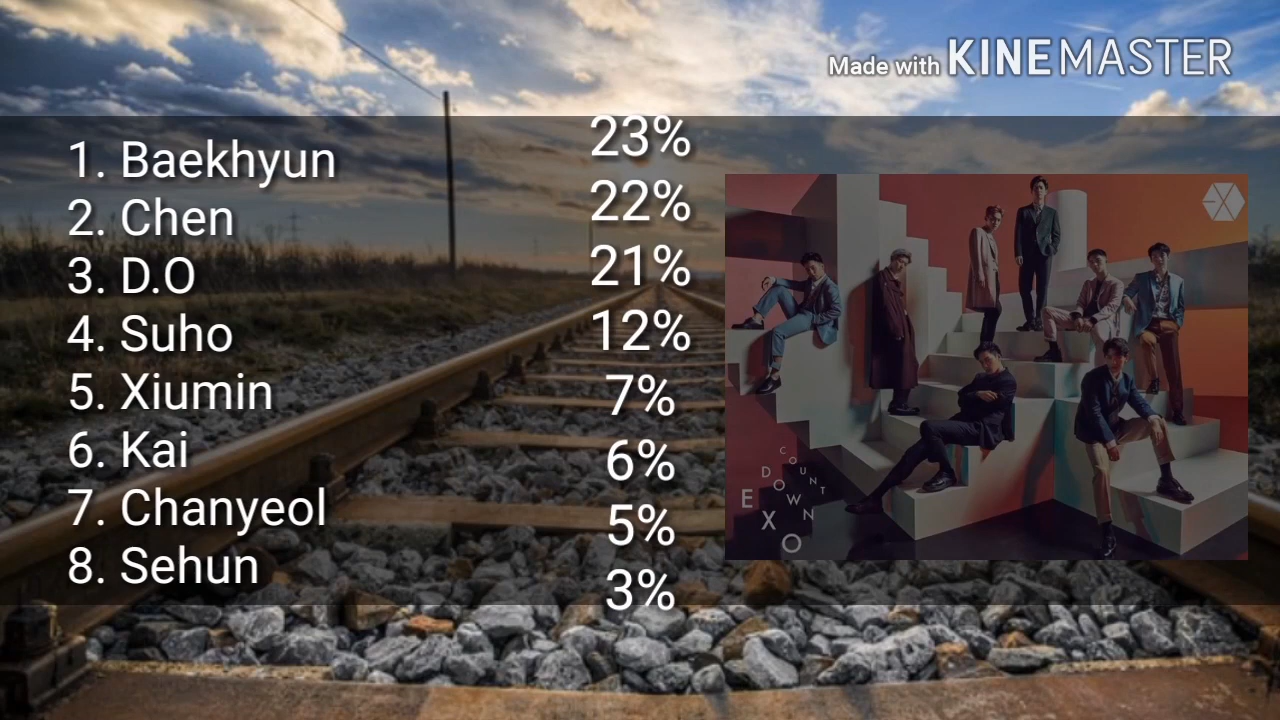 Made with KINEMASTER
1. Baekhyun 23%
2. Chen 22%
3. D.O 21%
4. Suho 12%
5. Xiumin 7%
6. Kai 6%
7. Chanyeol 5%
8. Sehun 3%
COUNT
DOWN
EXO